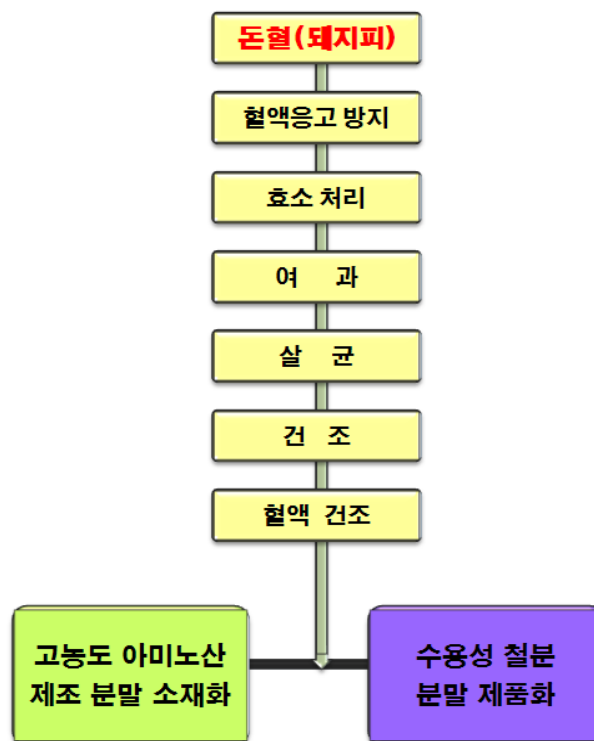 돈혈(돼지피)
혈액응고 방지
효소 처리
여 과
살 균
건 조
혈액 건조
고농도 아미노산
제조 분말 소재화
수용성 철분
분말 제품화